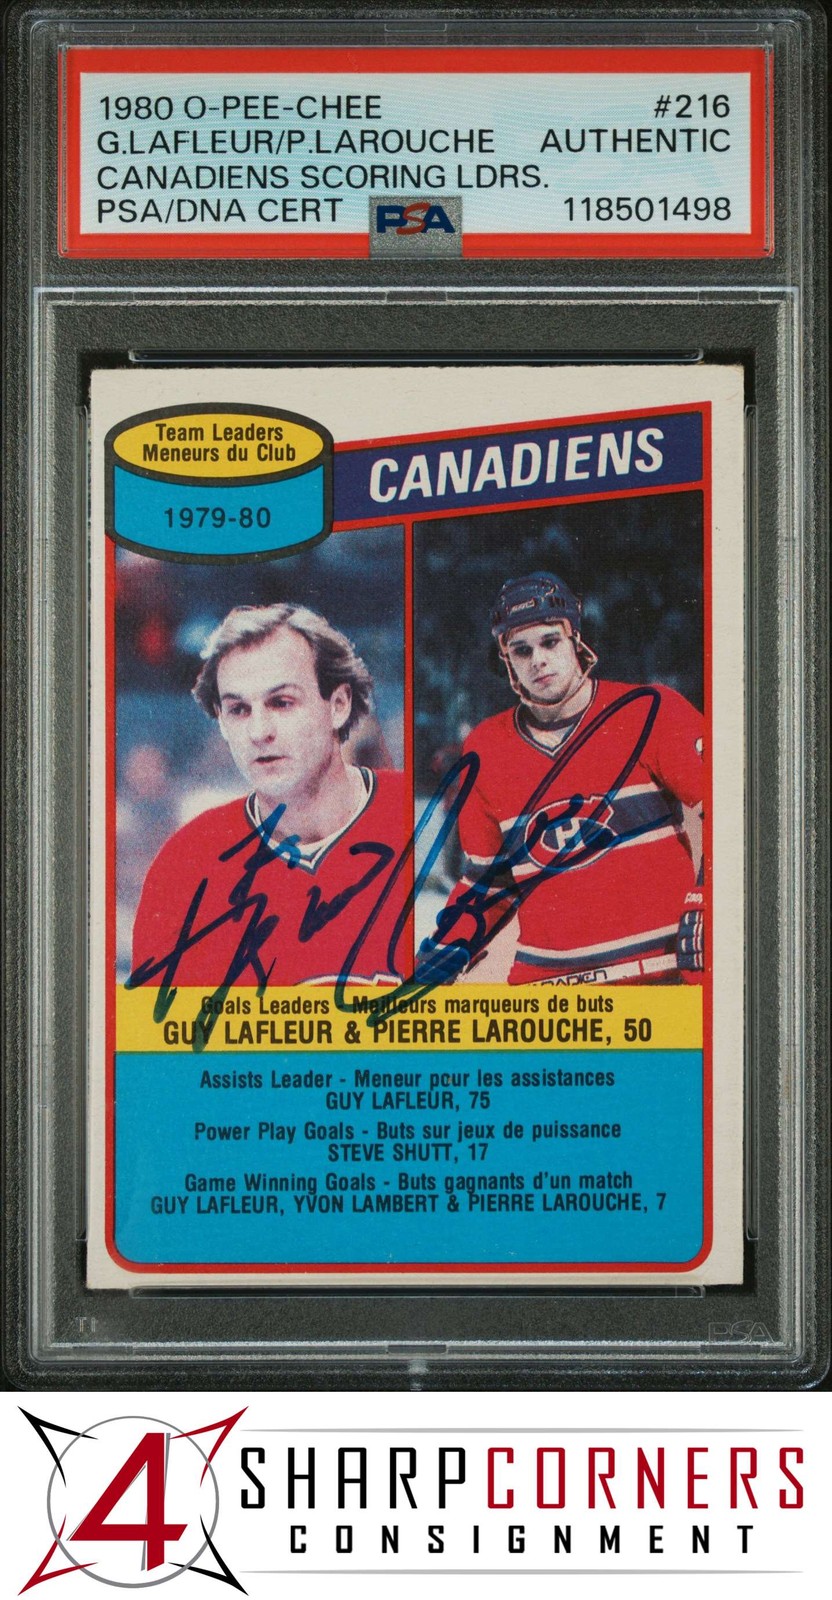 1980 O-PEE-CHEE #216
G.LAFLEUR/P.LAROUCHE AUTHENTIC
CANADIENS SCORING LDRS.
PSA/DNA CERT PSA 118501498
Team Leaders
Meneurs du Club
1979-80
CANADIENS
Goals Leaders - Meilleurs marqueurs de buts
GUY LAFLEUR & PIERRE LAROUCHE, 50
Assists Leader - Meneur pour les assistances
GUY LAFLEUR, 75
Power Play Goals - Buts sur jeux de puissance
STEVE SHUTT, 17
Game Winning Goals - Buts gagnants d'un match
GUY LAFLEUR, YVON LAMBERT & PIERRE LAROUCHE, 7
PSA
4
SHARPCORNERS
CONSIGNMENT